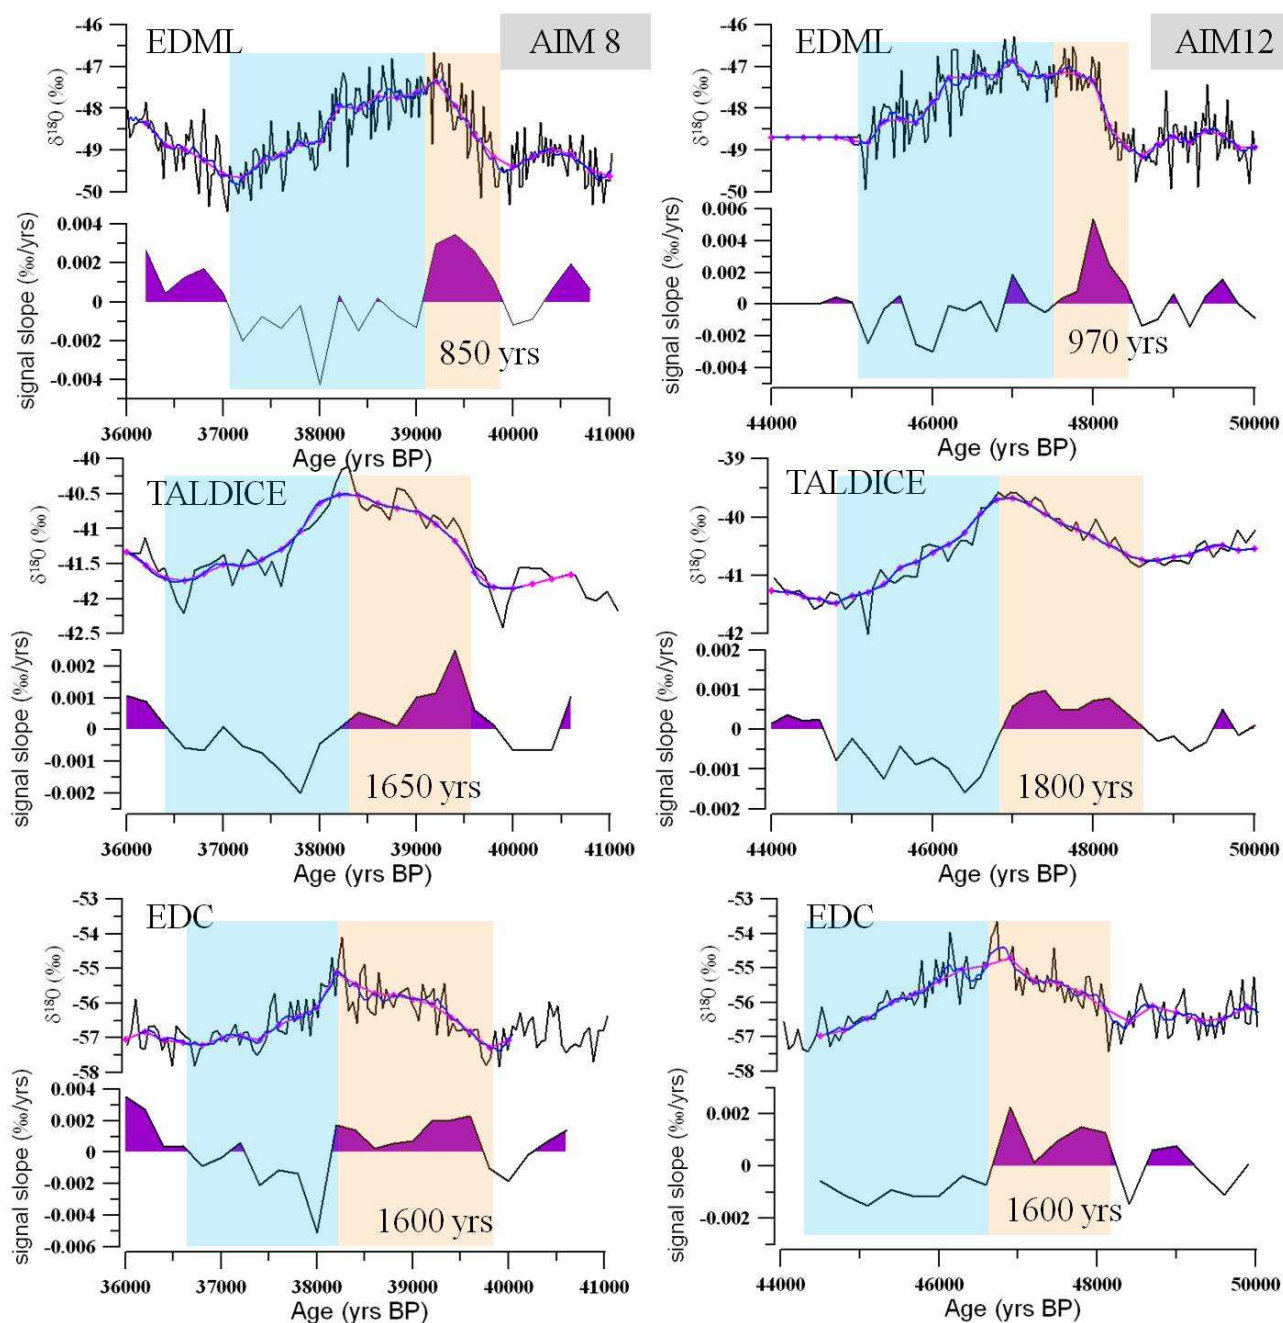 EDML
AIM 8
-46
-47
-48
-49
-50
δ¹⁸O (‰)
0.004
0.002
0
-0.002
-0.004
signal slope (‰/yrs)
850 yrs
36000 37000 38000 39000 40000 41000
Age (yrs BP)
EDML
AIM12
-46
-47
-48
-49
-50
δ¹⁸O (‰)
0.006
0.004
0.002
0
-0.002
-0.004
signal slope (‰/yrs)
970 yrs
44000 46000 48000 50000
Age (yrs BP)
TALDICE
-40
-40.5
-41
-41.5
-42
-42.5
δ¹⁸O (‰)
0.002
0.001
0
-0.001
-0.002
signal slope (‰/yrs)
1650 yrs
36000 37000 38000 39000 40000 41000
Age (yrs BP)
TALDICE
-39
-40
-41
-42
δ¹⁸O (‰)
0.002
0.001
0
-0.001
-0.002
signal slope (‰/yrs)
1800 yrs
44000 46000 48000 50000
Age (yrs BP)
EDC
-53
-54
-55
-56
-57
-58
δ¹⁸O (‰)
0.004
0.002
0
-0.002
-0.004
-0.006
signal slope (‰/yrs)
1600 yrs
36000 37000 38000 39000 40000 41000
Age (yrs BP)
EDC
-53
-54
-55
-56
-57
-58
δ¹⁸O (‰)
0.002
0
-0.002
signal slope (‰/yrs)
1600 yrs
44000 46000 48000 50000
Age (yrs BP)